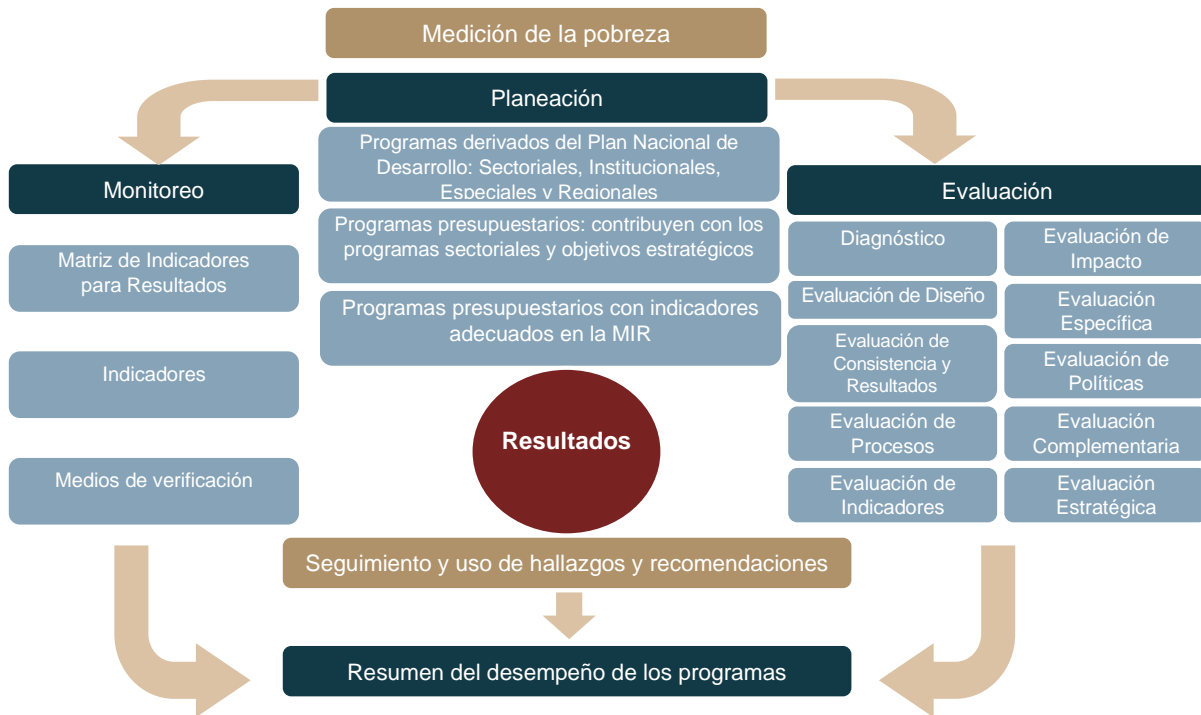 Medición de la pobreza
Planeación
Programas derivados del Plan Nacional de
Desarrollo: Sectoriales, Institucionales,
Especiales y Regionales
Programas presupuestarios: contribuyen con los
programas sectoriales y objetivos estratégicos
Programas presupuestarios con indicadores
adecuados en la MIR
Monitoreo
Matriz de Indicadores
para Resultados
Indicadores
Medios de verificación
Evaluación
Diagnóstico
Evaluación de Diseño
Evaluación de
Consistencia y
Resultados
Evaluación de
Procesos
Evaluación de
Indicadores
Evaluación de
Impacto
Evaluación
Específica
Evaluación de
Políticas
Evaluación
Complementaria
Evaluación
Estratégica
Resultados
Seguimiento y uso de hallazgos y recomendaciones
Resumen del desempeño de los programas